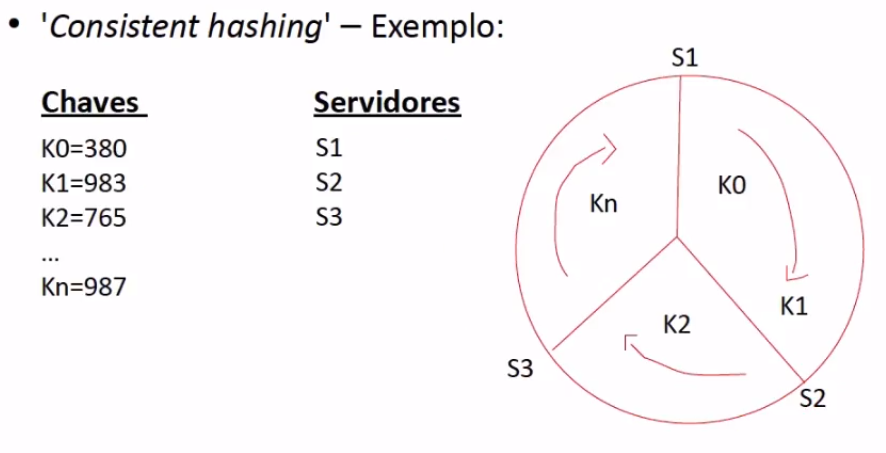 • 'Consistent hashing' – Exemplo:
Chaves
K0=380
K1=983
K2=765
...
Kn=987
Servidores
S1
S2
S3
S1
Kn
K0
K1
K2
S3
S2